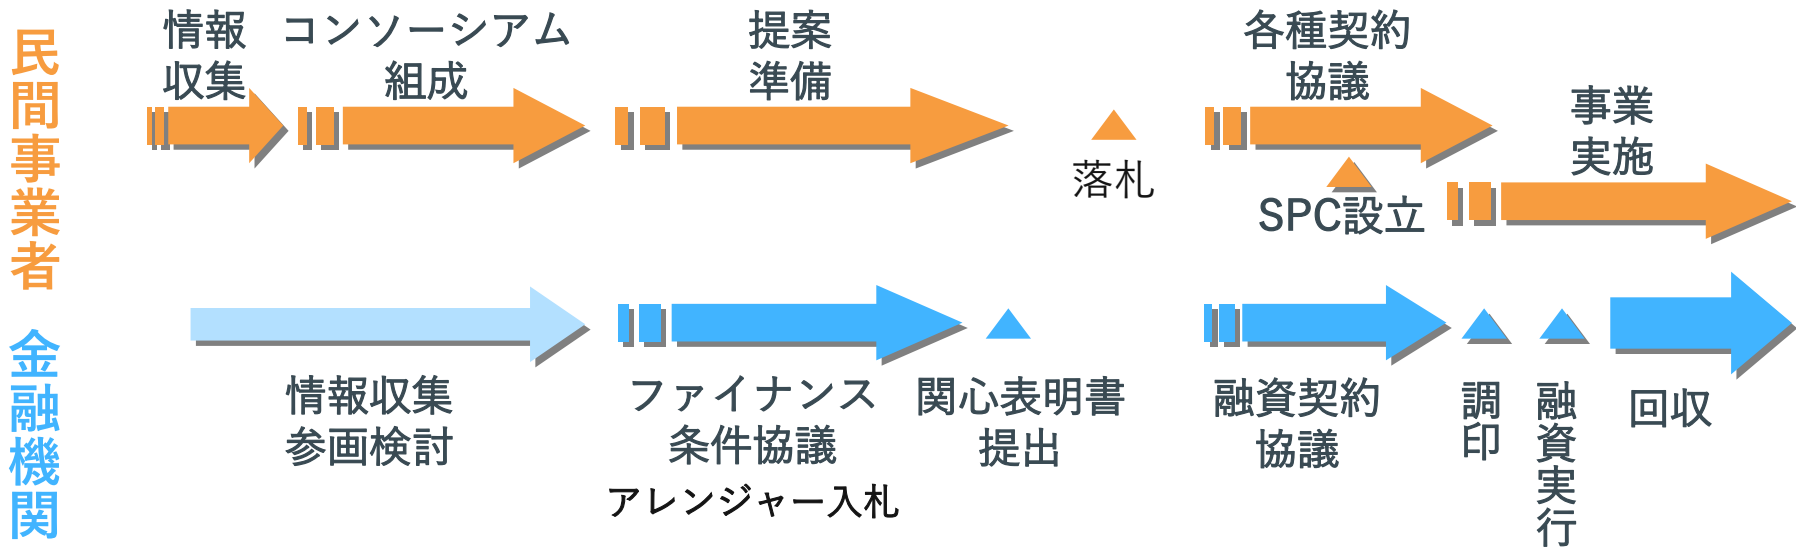 民間事業者
情報
収集
コンソーシアム
組成
提案
準備
落札
各種契約
協議
SPC設立
事業
実施
金融機関
情報収集
参画検討
ファイナンス
条件協議
アレンジャー入札
関心表明書
提出
融資契約
協議
調印
融資実行
回収